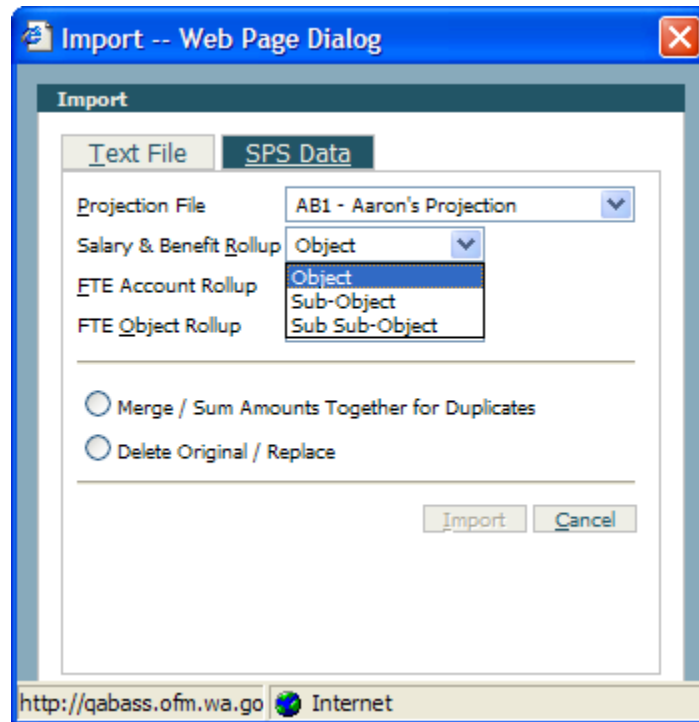 Import -- Web Page Dialog
Import
Text File SPS Data
Projection File AB1 - Aaron's Projection
Salary & Benefit Rollup Object
Object
FTE Account Rollup
Sub-Object
Sub Sub-Object
FTE Object Rollup
Merge / Sum Amounts Together for Duplicates
Delete Original / Replace
Import Cancel
http://qabass.ofm.wa.go Internet